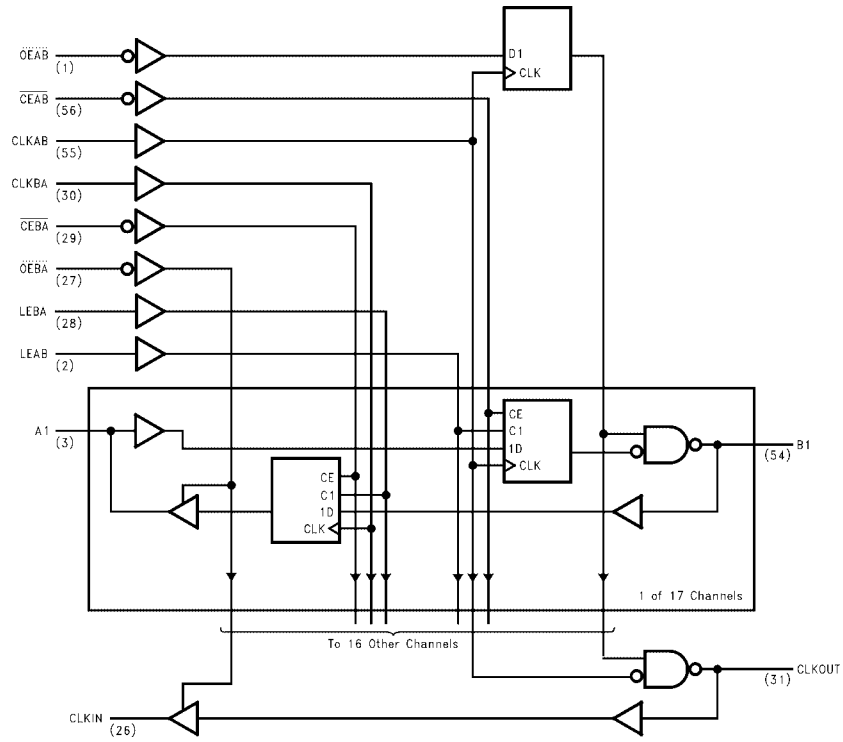 OEAB
(1)
CEAB
(56)
CLKAB
(55)
CLKBA
(30)
CEBA
(29)
OEBA
(27)
LEBA
(28)
LEAB
(2)
D1
CLK
A1
(3)
CE
C1
1D
CLK
CE
C1
1D
CLK
B1
(54)
1 of 17 Channels
To 16 Other Channels
CLKOUT
(31)
CLKIN
(26)